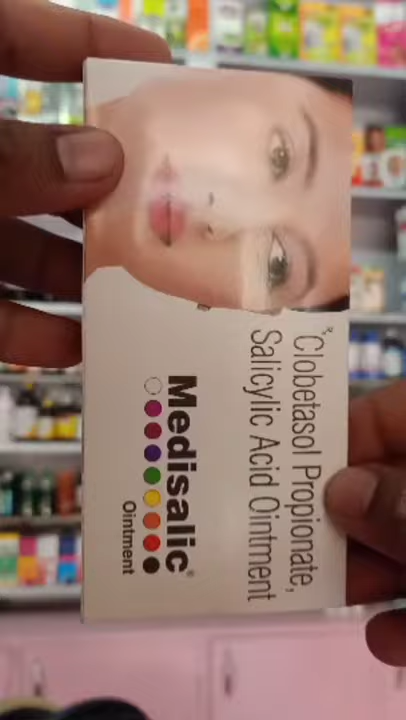 ℞Clobetasol Propionate,
Salicylic Acid Ointment
Medisalic®
Ointment